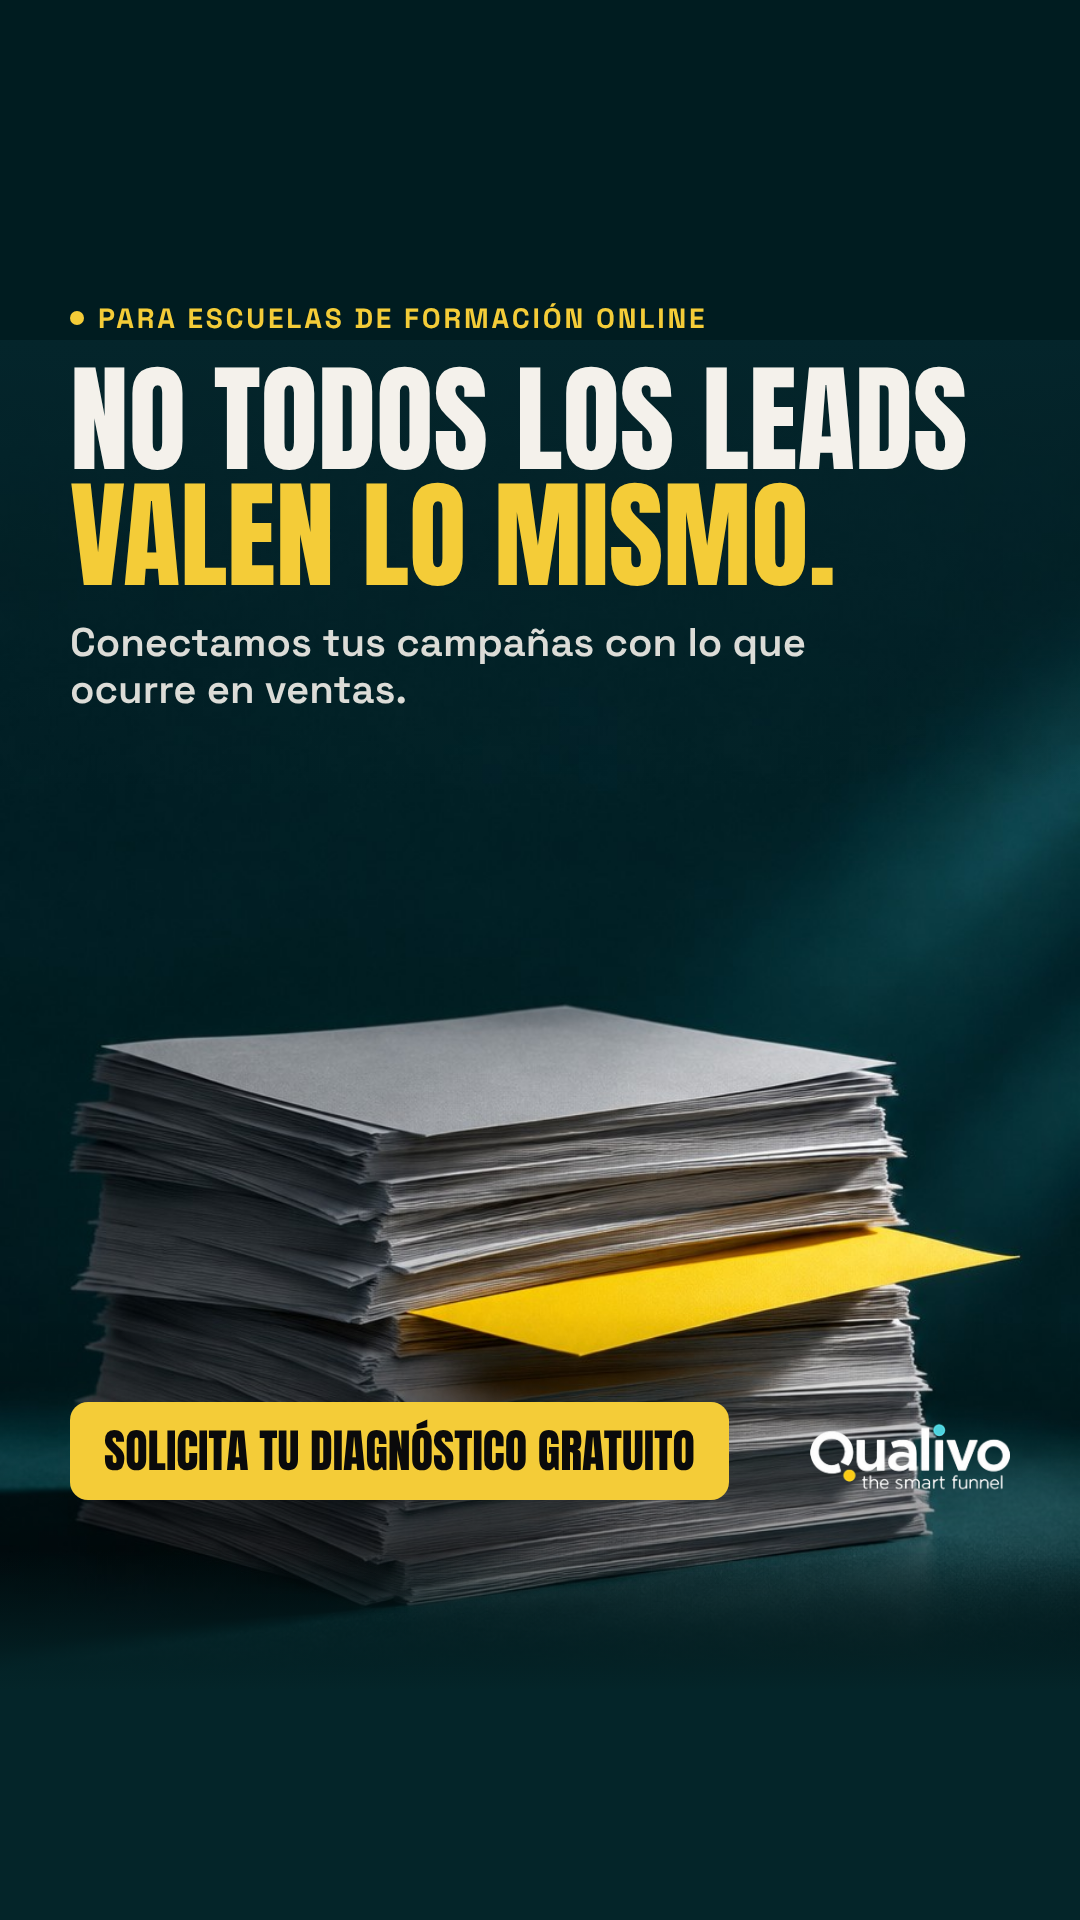 PARA ESCUELAS DE FORMACIÓN ONLINE
NO TODOS LOS LEADS
VALEN LO MISMO.
Conectamos tus campañas con lo que
ocurre en ventas.
SOLICITA TU DIAGNÓSTICO GRATUITO
Qualivo
the smart funnel